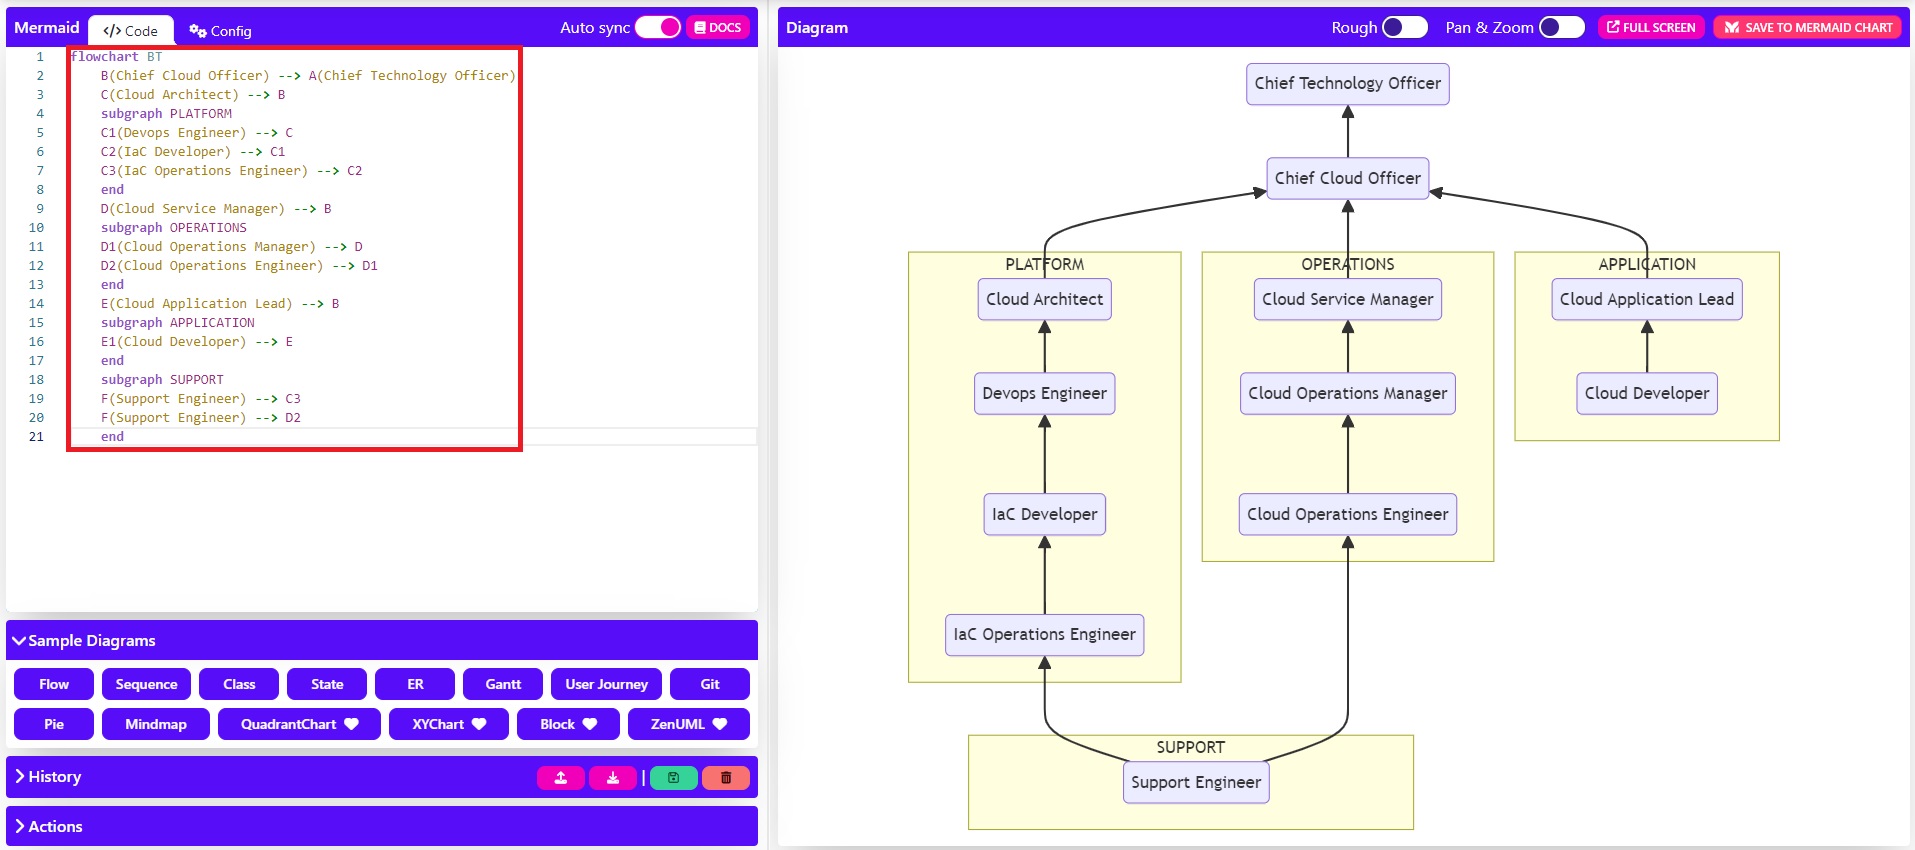 Mermaid
Code
Config
Auto sync
DOCS
1 flowchart BT
2 B(Chief Cloud Officer) --> A(Chief Technology Officer)
3 C(Cloud Architect) --> B
4 subgraph PLATFORM
5 C1(Devops Engineer) --> C
6 C2(IaC Developer) --> C1
7 C3(IaC Operations Engineer) --> C2
8 end
9 D(Cloud Service Manager) --> B
10 subgraph OPERATIONS
11 D1(Cloud Operations Manager) --> D
12 D2(Cloud Operations Engineer) --> D1
13 end
14 E(Cloud Application Lead) --> B
15 subgraph APPLICATION
16 E1(Cloud Developer) --> E
17 end
18 subgraph SUPPORT
19 F(Support Engineer) --> C3
20 F(Support Engineer) --> D2
21 end
Sample Diagrams
Flow Sequence Class State ER Gantt User Journey Git
Pie Mindmap QuadrantChart XYChart Block ZenUML
History
Actions
Diagram
Rough
Pan & Zoom
FULL SCREEN
SAVE TO MERMAID CHART
Chief Technology Officer
Chief Cloud Officer
PLATFORM
Cloud Architect
Devops Engineer
IaC Developer
IaC Operations Engineer
OPERATIONS
Cloud Service Manager
Cloud Operations Manager
Cloud Operations Engineer
APPLICATION
Cloud Application Lead
Cloud Developer
SUPPORT
Support Engineer